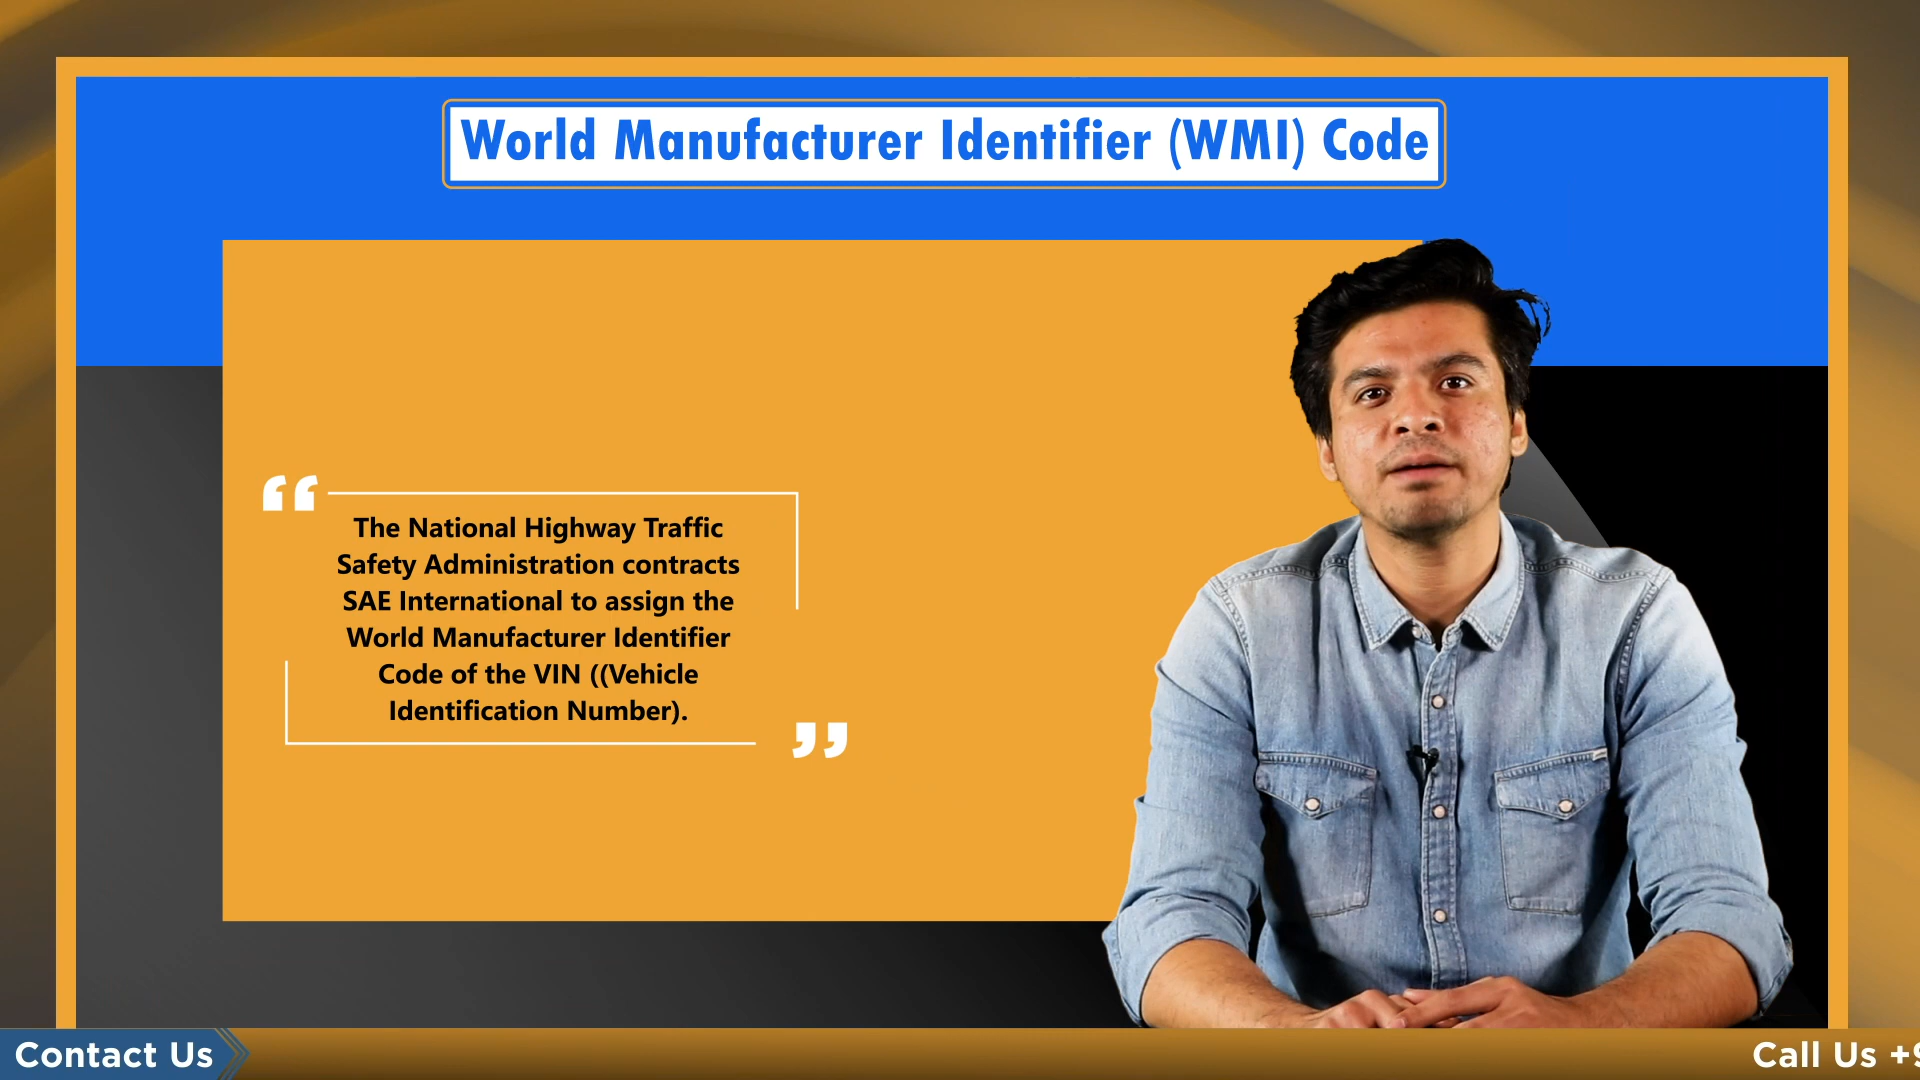 World Manufacturer Identifier (WMI) Code
“
The National Highway Traffic
Safety Administration contracts
SAE International to assign the
World Manufacturer Identifier
Code of the VIN ((Vehicle
Identification Number).
”
Contact Us
Call Us +9